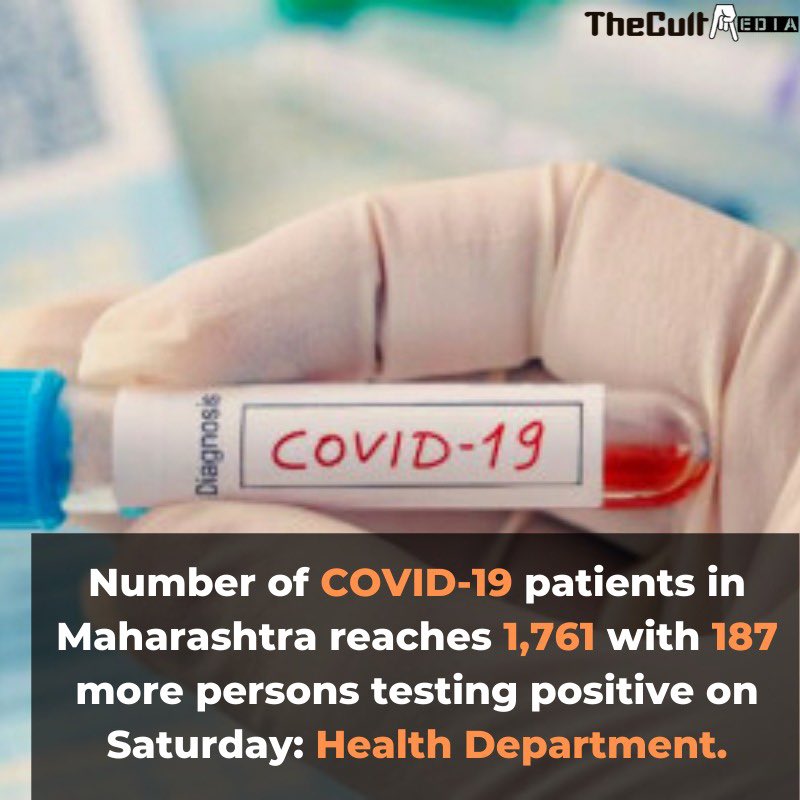 TheCult MEDIA
Diagnosis
COVID-19
Number of COVID-19 patients in
Maharashtra reaches 1,761 with 187
more persons testing positive on
Saturday: Health Department.